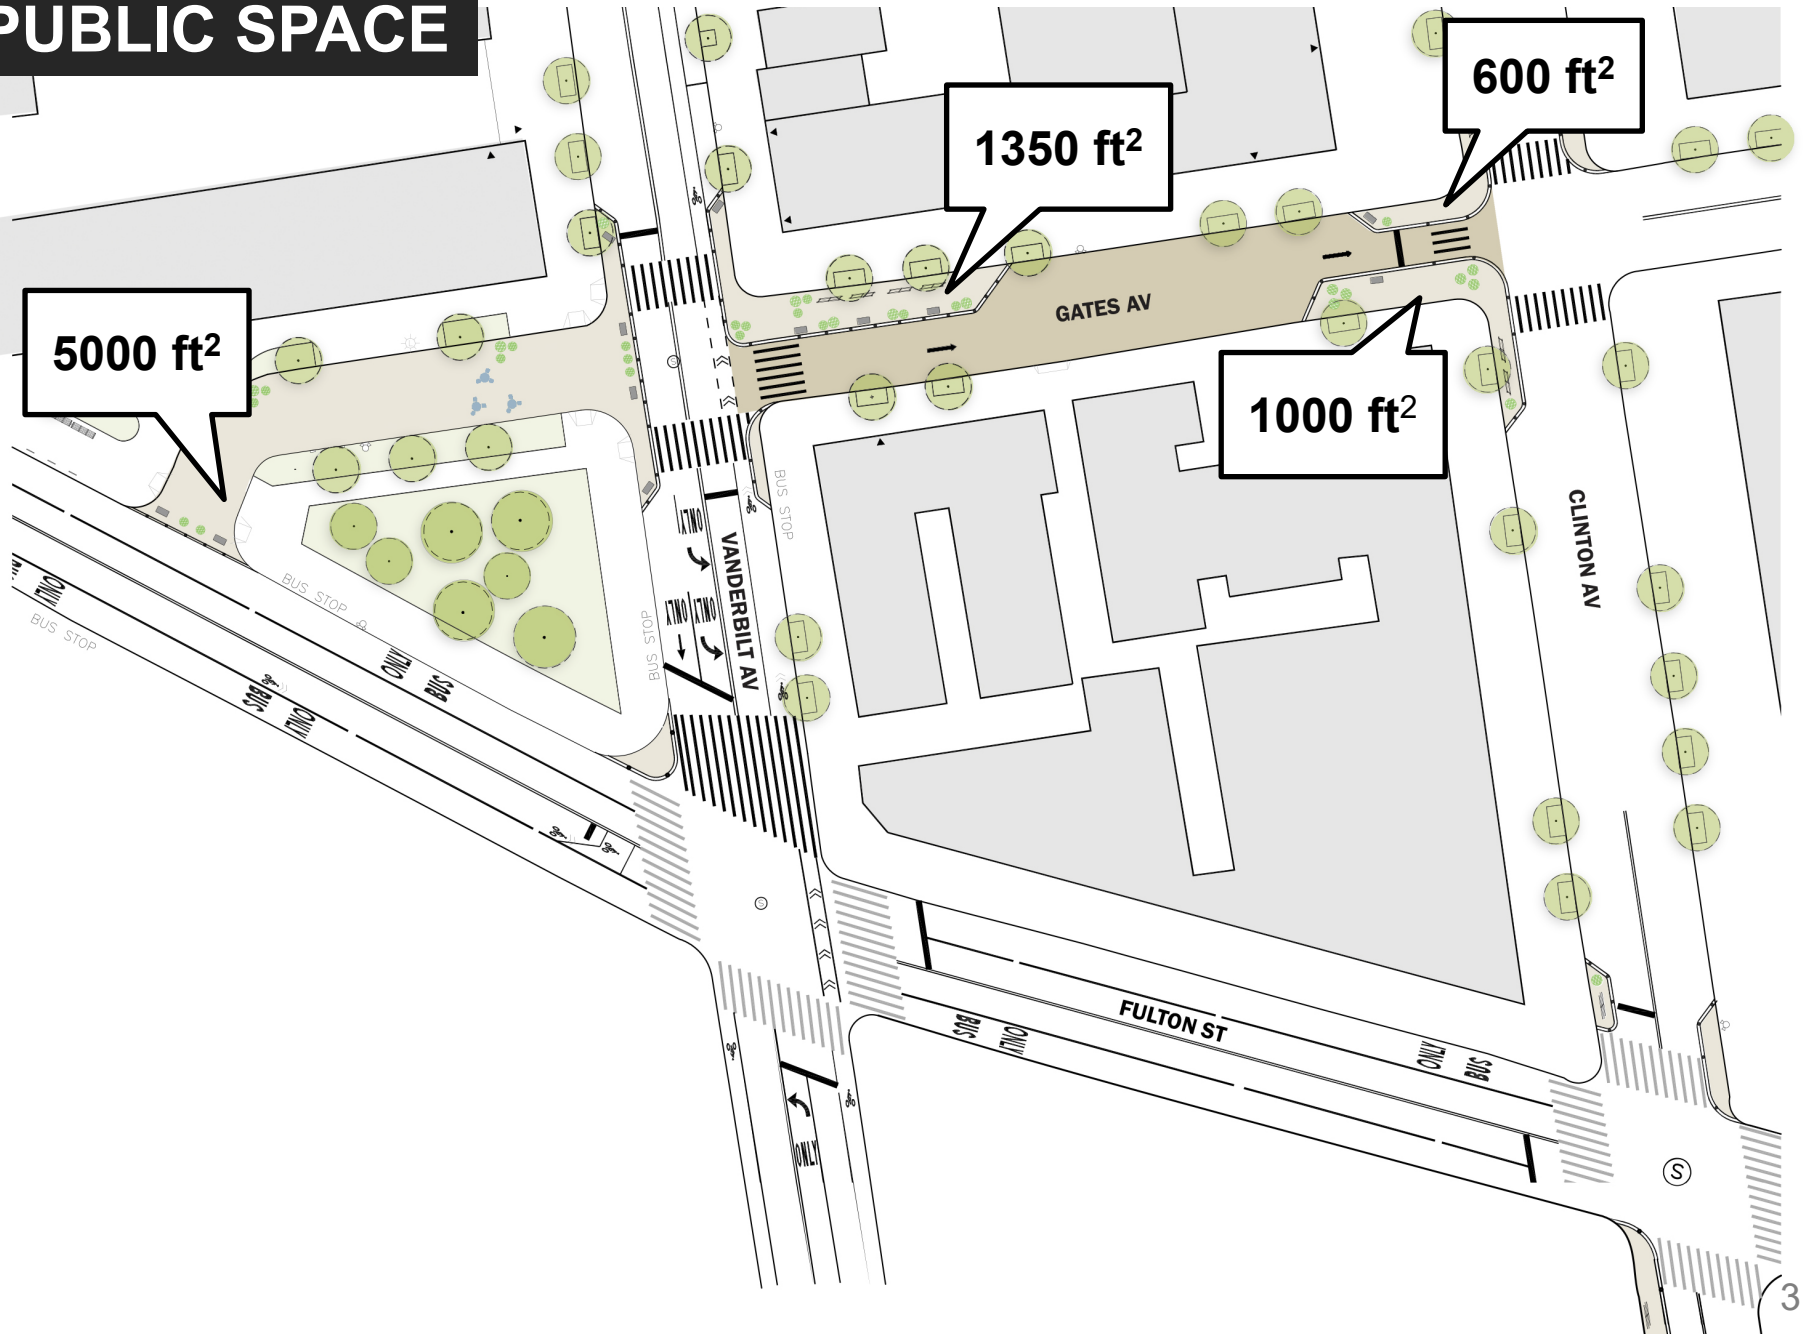 PUBLIC SPACE
600 ft²
1350 ft²
5000 ft²
GATES AV
1000 ft²
BUS STOP
CLINTON AV
ONLY
VANDERBILT AV
ONLY
ONLY
BUS STOP
BUS STOP
ONLY
BUS STOP
ONLY
BUS
BUS
ONLY
S
S
FULTON ST
BUS
ONLY
ONLY
BUS
ONLY
S
3